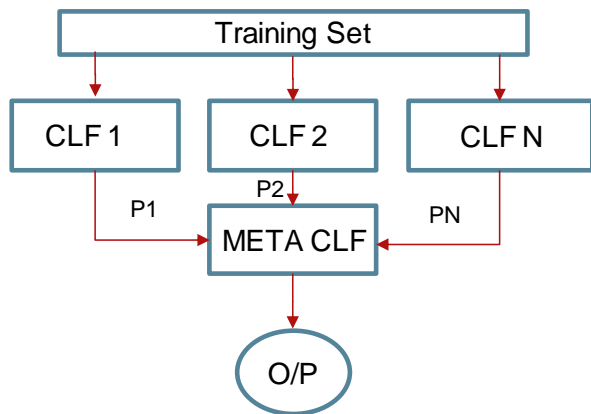 Training Set
CLF 1
CLF 2
CLF N
P1
P2
PN
META CLF
O/P